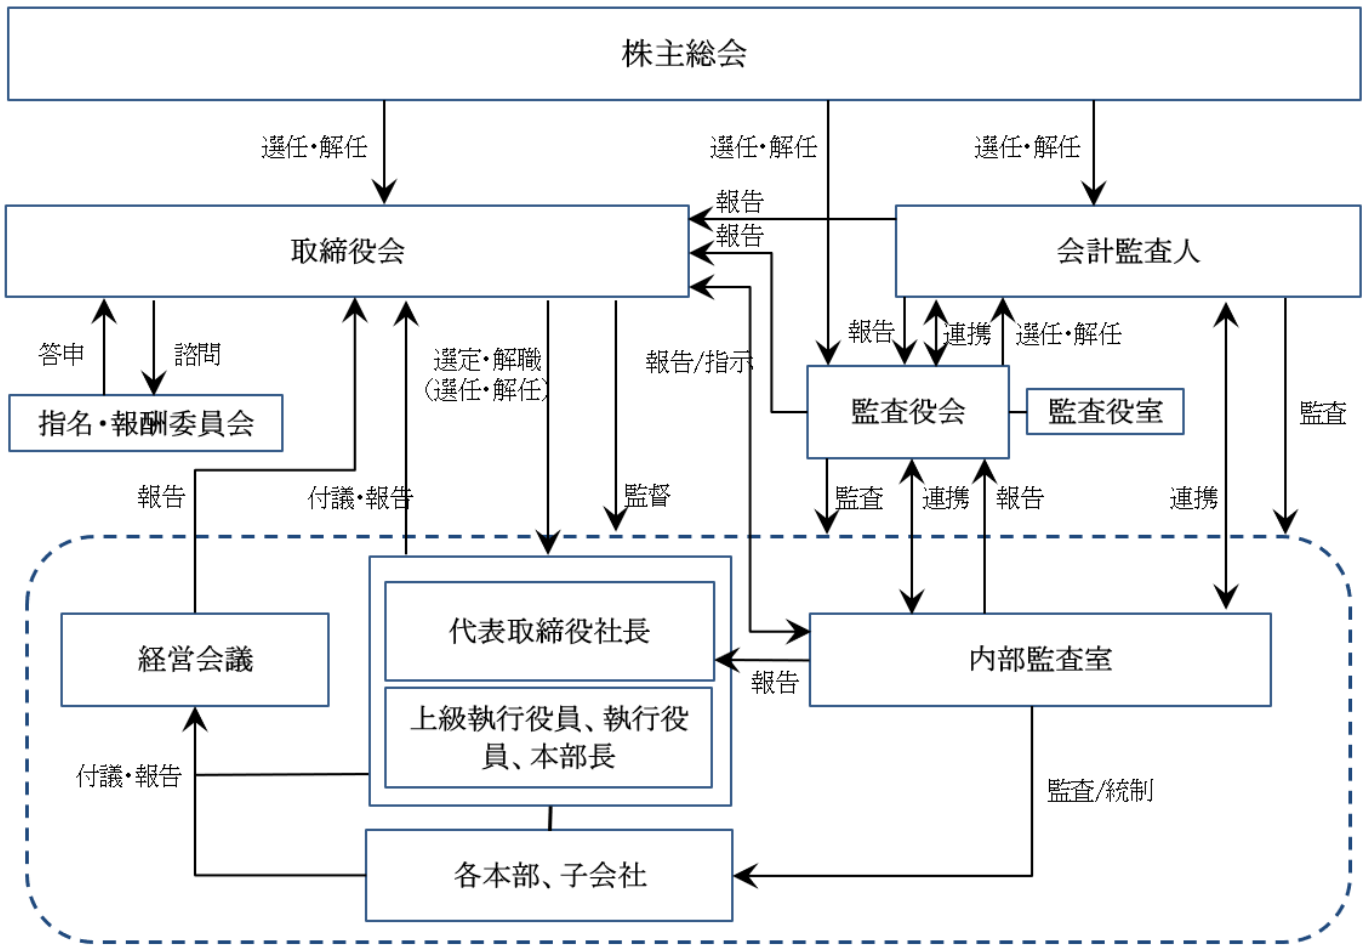 株主総会
選任・解任
選任・解任
選任・解任
報告
取締役会
報告
会計監査人
答申
諮問
選定・解職
（選任・解任）
報告/指示
報告
連携
選任・解任
指名・報酬委員会
監査役会
監査役室
監査
報告
付議・報告
監督
監査
連携
報告
連携
代表取締役社長
経営会議
内部監査室
報告
上級執行役員、執行役
員、本部長
付議・報告
監査/統制
各本部、子会社